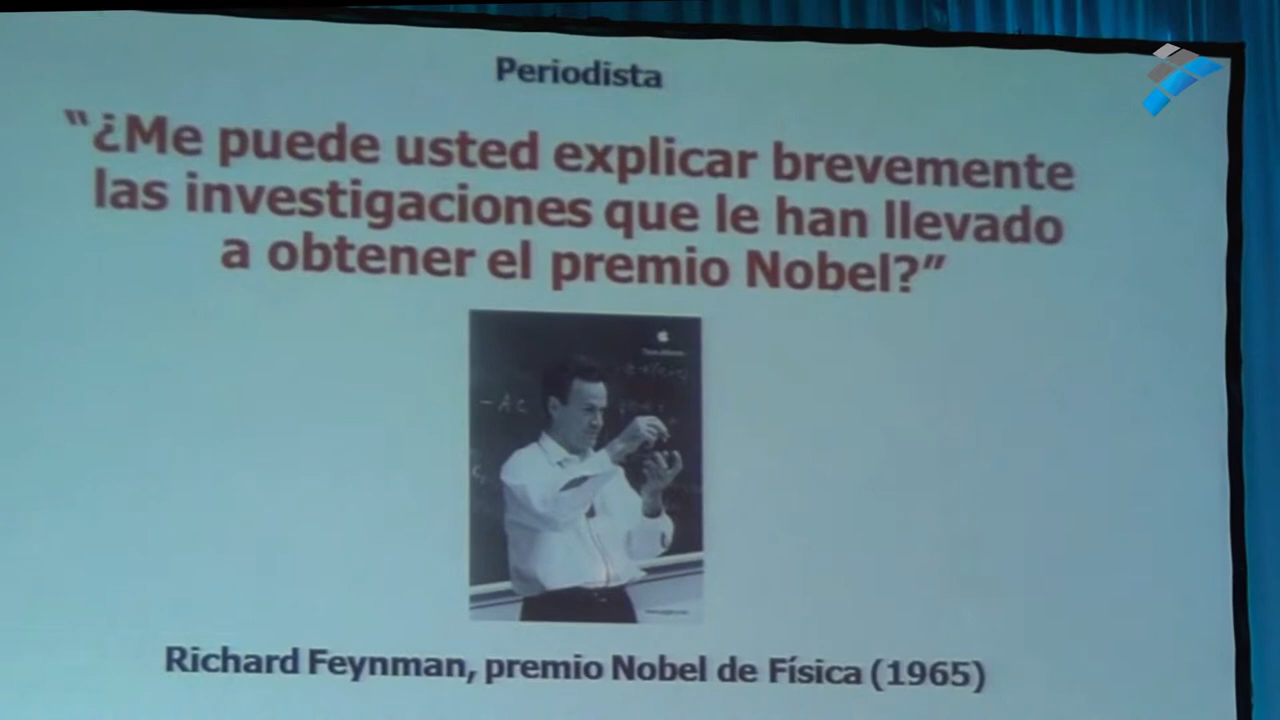 Periodista
“¿Me puede usted explicar brevemente
las investigaciones que le han llevado
a obtener el premio Nobel?”
- A c
Richard Feynman, premio Nobel de Física (1965)